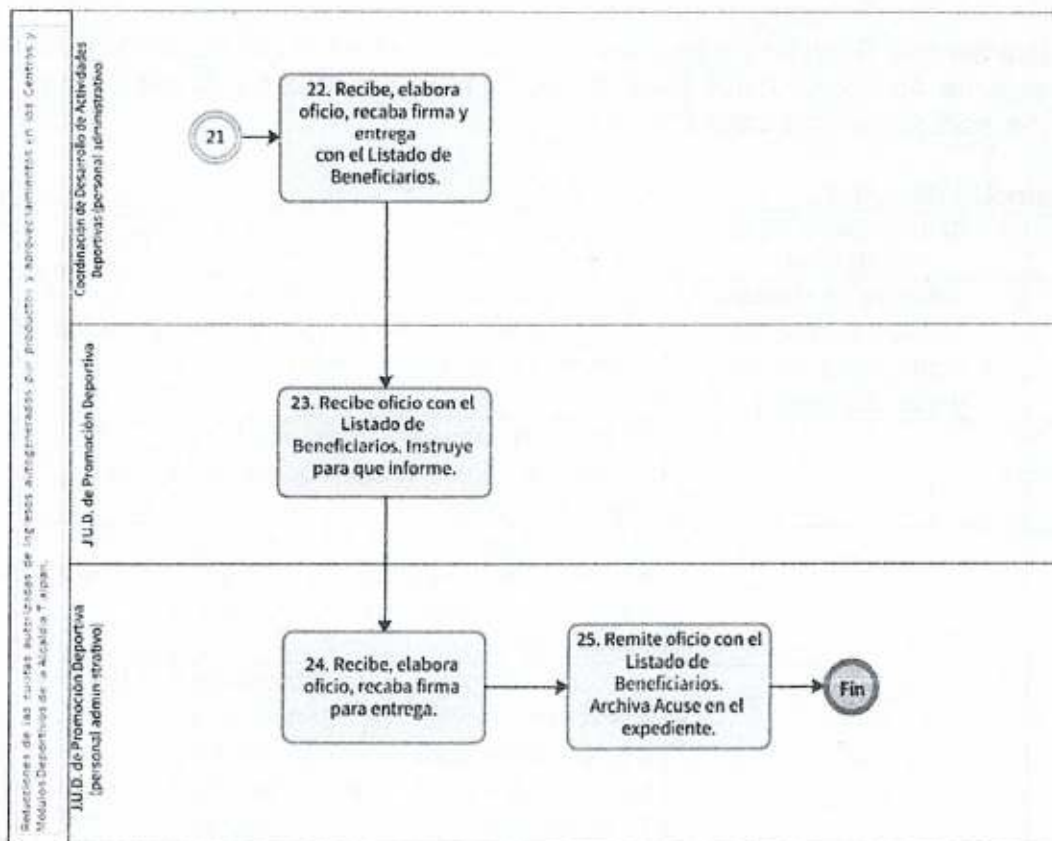 Reducciones de las cuotas autorizadas de ingresos autogenerados por productos y aprovechamientos en los Centros y
Módulos Deportivos de la Alcaldía Tlalpan.
Coordinación de Desarrollo de Actividades
Deportivas (personal administrativo)
21
22. Recibe, elabora
oficio, recaba firma y
entrega
con el Listado de
Beneficiarios.
J.U.D. de Promoción Deportiva
23. Recibe oficio con el
Listado de
Beneficiarios. Instruye
para que informe.
J.U.D. de Promoción Deportiva
(personal administrativo)
24. Recibe, elabora
oficio, recaba firma
para entrega.
25. Remite oficio con el
Listado de
Beneficiarios.
Archiva Acuse en el
expediente.
Fin